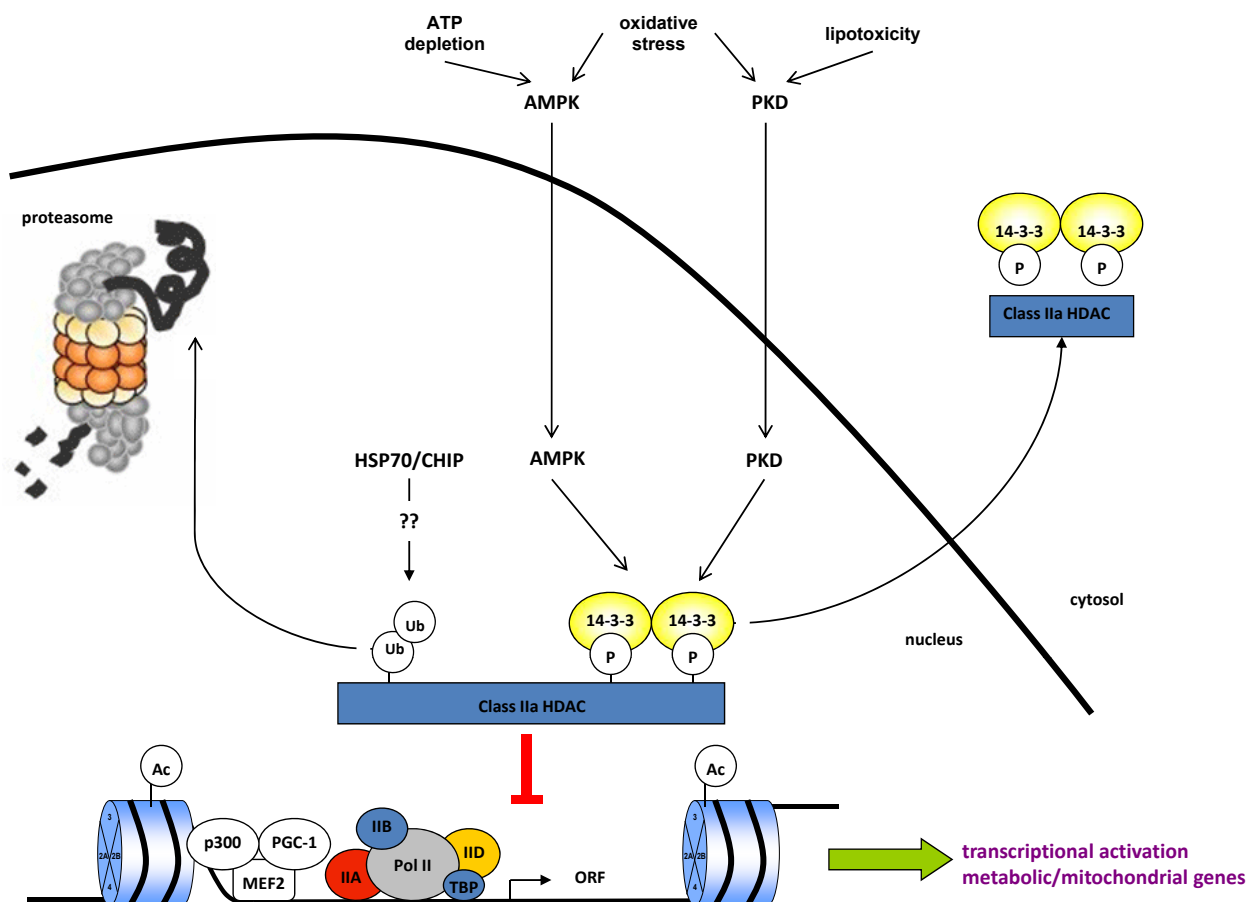 ATP
depletion
oxidative
stress
lipotoxicity
AMPK
PKD
proteasome
14-3-3
14-3-3
P
P
Class IIa HDAC
HSP70/CHIP
AMPK
PKD
??
cytosol
nucleus
Ub
Ub
14-3-3
14-3-3
P
P
Class IIa HDAC
Ac
Ac
3
2A
2B
4
p300
PGC-1
MEF2
IIB
IIA
Pol II
IID
TBP
ORF
3
2A
2B
4
transcriptional activation
metabolic/mitochondrial genes